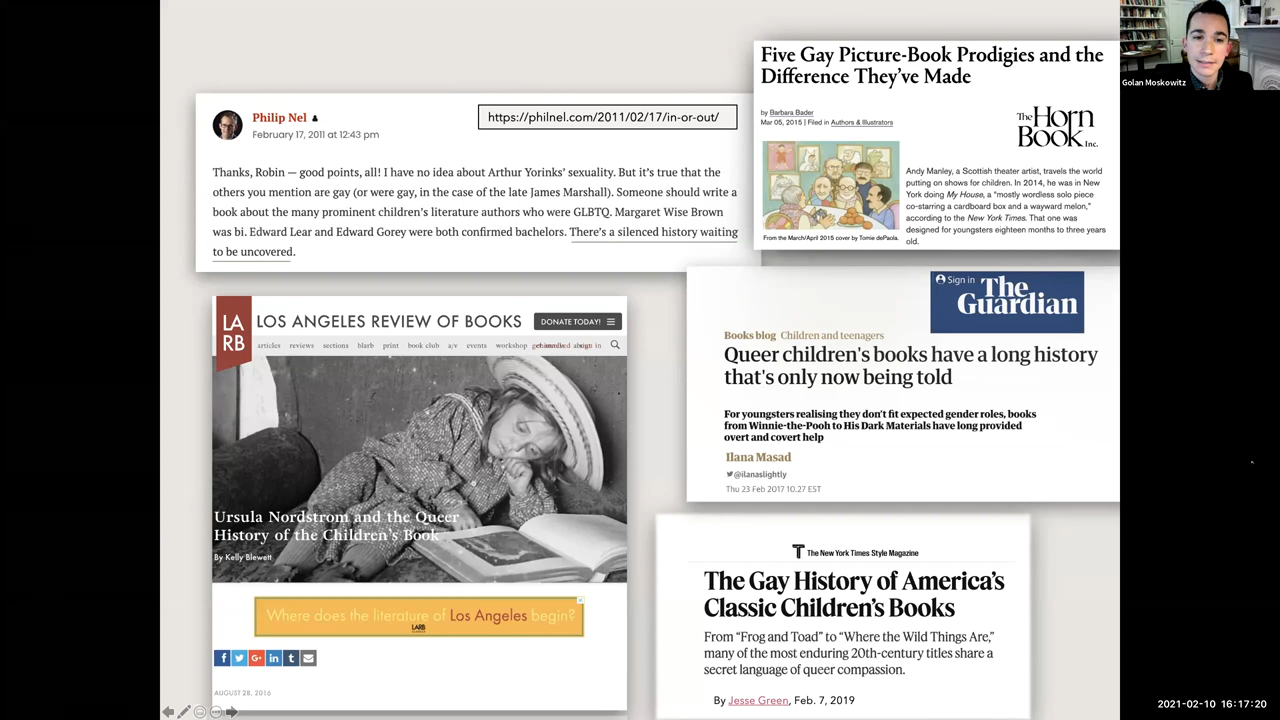 Golan Moskowitz
Five Gay Picture-Book Prodigies and the
Difference They've Made
by Barbara Bader
Mar 05, 2015 | Filed in Authors & Illustrators
The Horn
Book Inc.
Andy Manley, a Scottish theater artist, travels the world
putting on shows for children. In 2014, he was in New
York doing My House, a "mostly wordless solo piece
co-starring a cardboard box and a wayward melon,"
according to the New York Times. That one was
designed for youngsters eighteen months to three years
old.
From the March/April 2015 cover by Tomie dePaola.
Philip Nel
February 17, 2011 at 12:43 pm
https://philnel.com/2011/02/17/in-or-out/
Thanks, Robin — good points, all! I have no idea about Arthur Yorinks' sexuality. But it's true that the
others you mention are gay (or were gay, in the case of the late James Marshall). Someone should write a
book about the many prominent children's literature authors who were GLBTQ. Margaret Wise Brown
was bi. Edward Lear and Edward Gorey were both confirmed bachelors. There's a silenced history waiting
to be uncovered.
Sign in
The
Guardian
Books blog Children and teenagers
Queer children's books have a long history
that's only now being told
For youngsters realising they don't fit expected gender roles, books
from Winnie-the-Pooh to His Dark Materials have long provided
overt and covert help
Ilana Masad
@ilanaslightly
Thu 23 Feb 2017 10.27 EST
LA
RB
LOS ANGELES REVIEW OF BOOKS
DONATE TODAY!
articles reviews sections blarb print book club a/v events workshop sign in
Ursula Nordstrom and the Queer
History of the Children's Book
By Kelly Blewett
Where does the literature of Los Angeles begin?
LARB
AUGUST 28, 2016
T The New York Times Style Magazine
The Gay History of America's
Classic Children's Books
From "Frog and Toad" to "Where the Wild Things Are,"
many of the most enduring 20th-century titles share a
secret language of queer compassion.
By Jesse Green, Feb. 7, 2019
2021-02-10 16:17:20